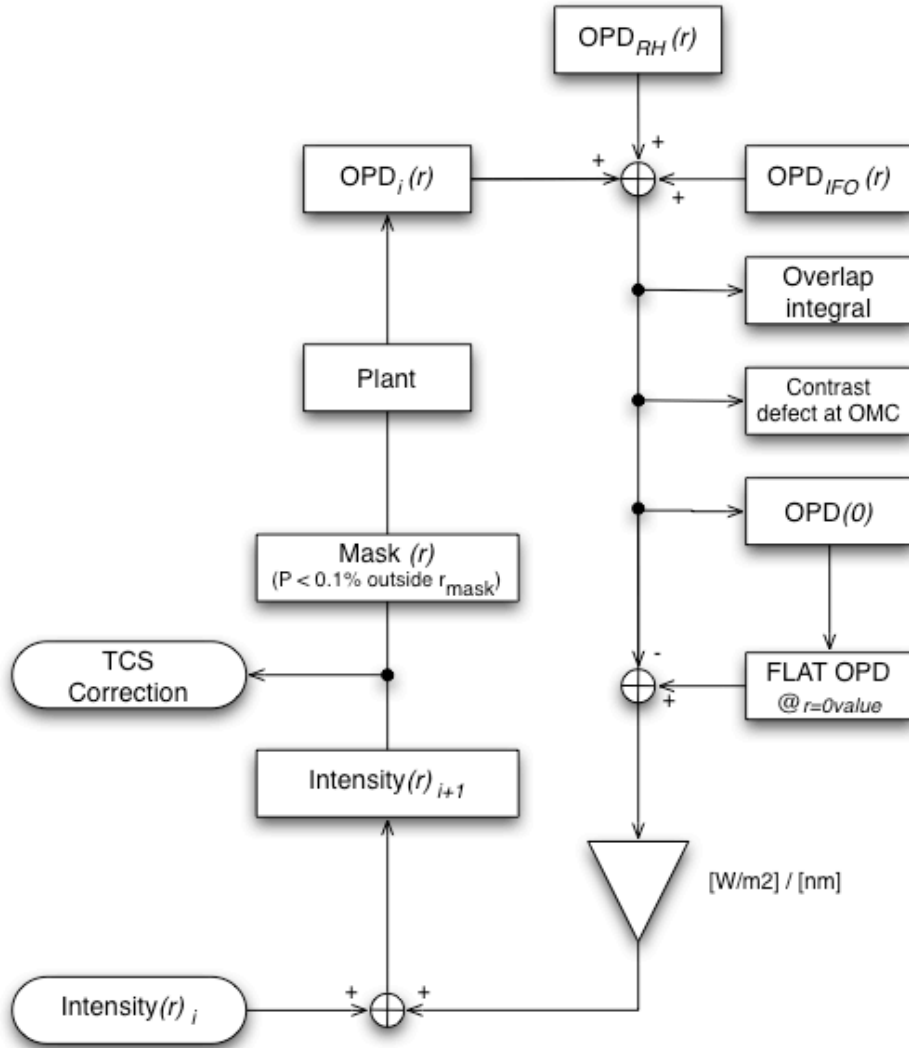 OPD_RH (r)
+
+
+
OPD_i (r)
OPD_IFO (r)
Overlap
integral
Plant
Contrast
defect at OMC
OPD(0)
Mask (r)
(P < 0.1% outside r_mask)
TCS
Correction
-
+
FLAT OPD
@ r=0value
Intensity(r) i+1
[W/m2] / [nm]
+
+
Intensity(r) i